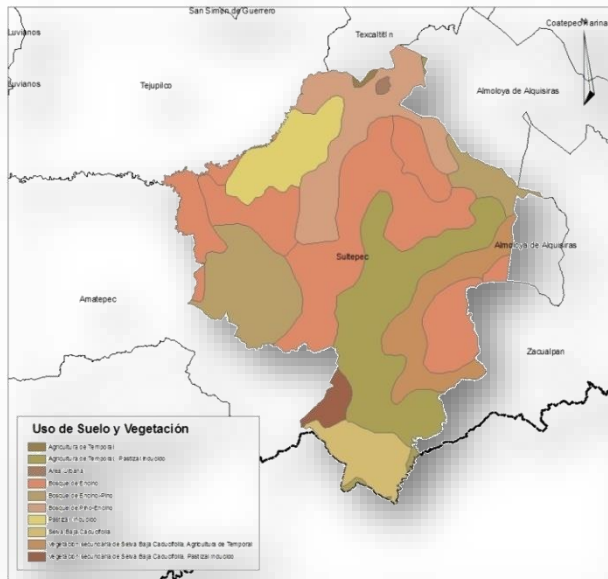 San Simón de Guerrero
Texcaltitlán
Coatepec Harinas
Luvianos
N
Luvianos
Tejupilco
Almoloya de Alquisiras
Sultepec
Almoloya de Alquisiras
Amatepec
Zacualpan
Uso de Suelo y Vegetación
Agricultura de Temporal
Agricultura de Temporal, Pastizal Inducido
Área Urbana
Bosque de Encino
Bosque de Encino-Pino
Bosque de Pino-Encino
Pastizal Inducido
Selva Baja Caducifolia
Vegetación secundaria de Selva Baja Caducifolia, Agricultura de Temporal
Vegetación secundaria de Selva Baja Caducifolia, Pastizal Inducido